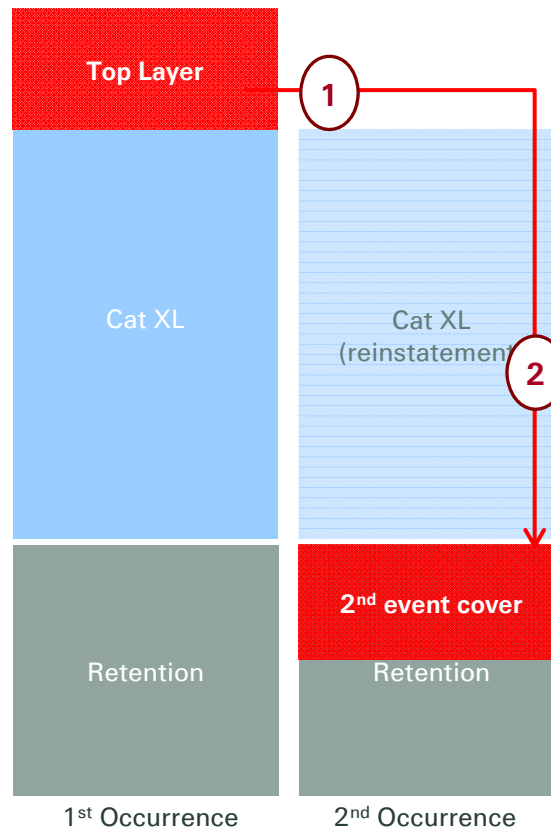 Top Layer
1
Cat XL
Cat XL
(reinstatement
2
2nd event cover
Retention
Retention
1st Occurrence
2nd Occurrence